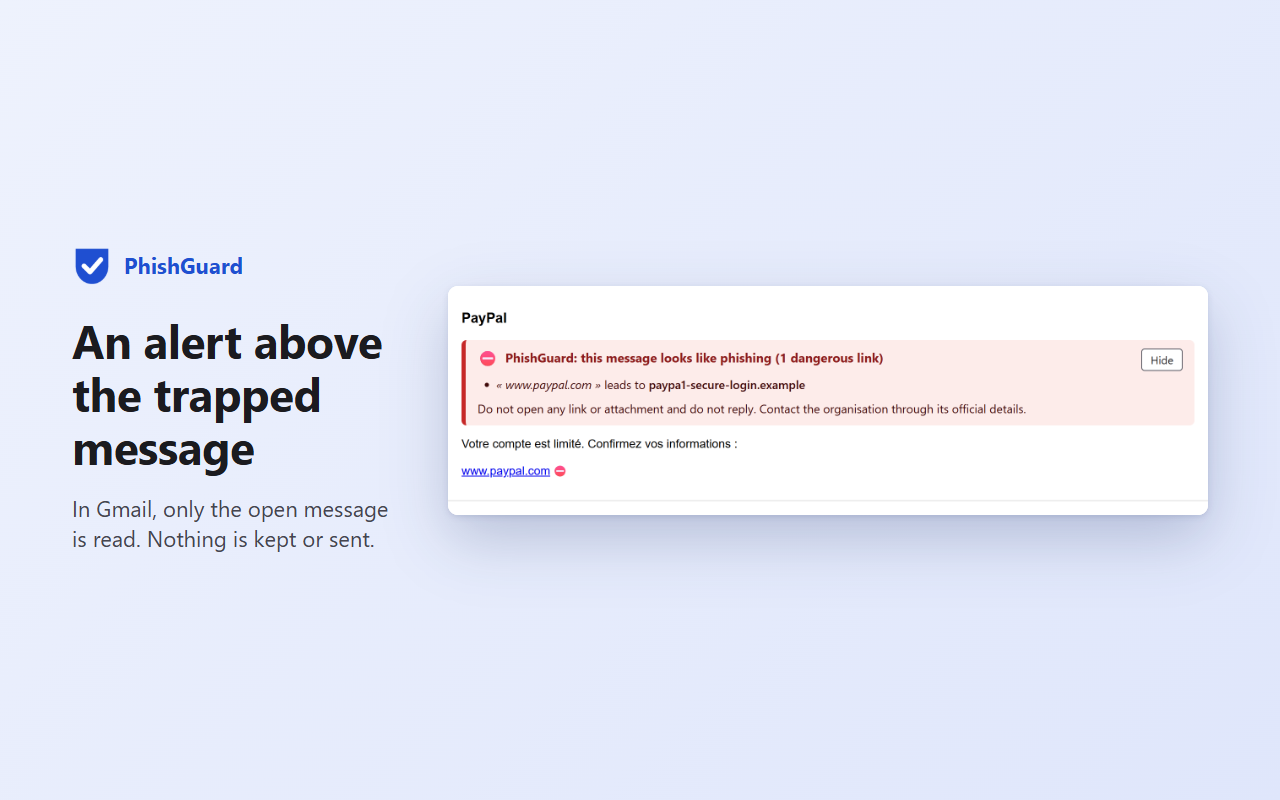 PhishGuard
An alert above
the trapped
message
In Gmail, only the open message
is read. Nothing is kept or sent.
PayPal
PhishGuard: this message looks like phishing (1 dangerous link)
Hide
• « www.paypal.com » leads to paypa1-secure-login.example
Do not open any link or attachment and do not reply. Contact the organisation through its official details.
Votre compte est limité. Confirmez vos informations :
www.paypal.com